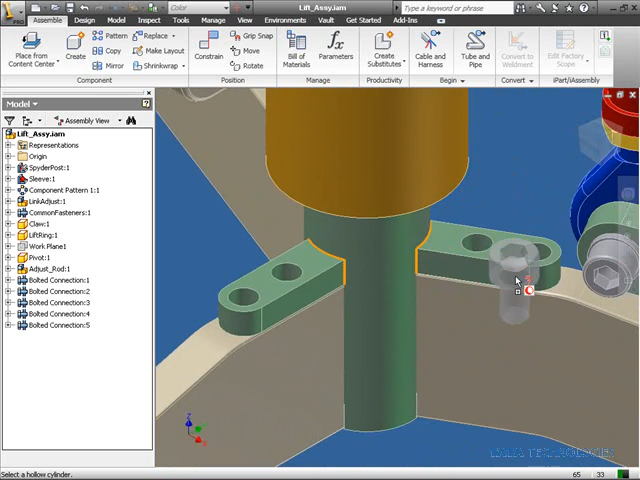 Color
Lift_Assy.iam
Type a keyword or phrase
PRO
Assemble Design Model Inspect Tools Manage View Environments Vault Get Started Add-Ins
Place from Content Center
Create
Pattern
Copy
Mirror
Replace
Make Layout
Shrinkwrap
Constrain
Grip Snap
Move
Rotate
Bill of Materials
Parameters
Create Substitutes
Cable and Harness
Tube and Pipe
Convert to Weldment
Edit Factory Scope
Component Position Manage Productivity Begin Convert iPart/iAssembly
Model
Assembly View
Lift_Assy.iam
Representations
Origin
SpyderPost:1
Sleeve:1
Component Pattern 1:1
LinkAdjust:1
CommonFasteners:1
Claw:1
LiftRing:1
Work Plane1
Pivot:1
Adjust_Rod:1
Bolted Connection:1
Bolted Connection:2
Bolted Connection:3
Bolted Connection:4
Bolted Connection:5
Z
Select a hollow cylinder.
65 33